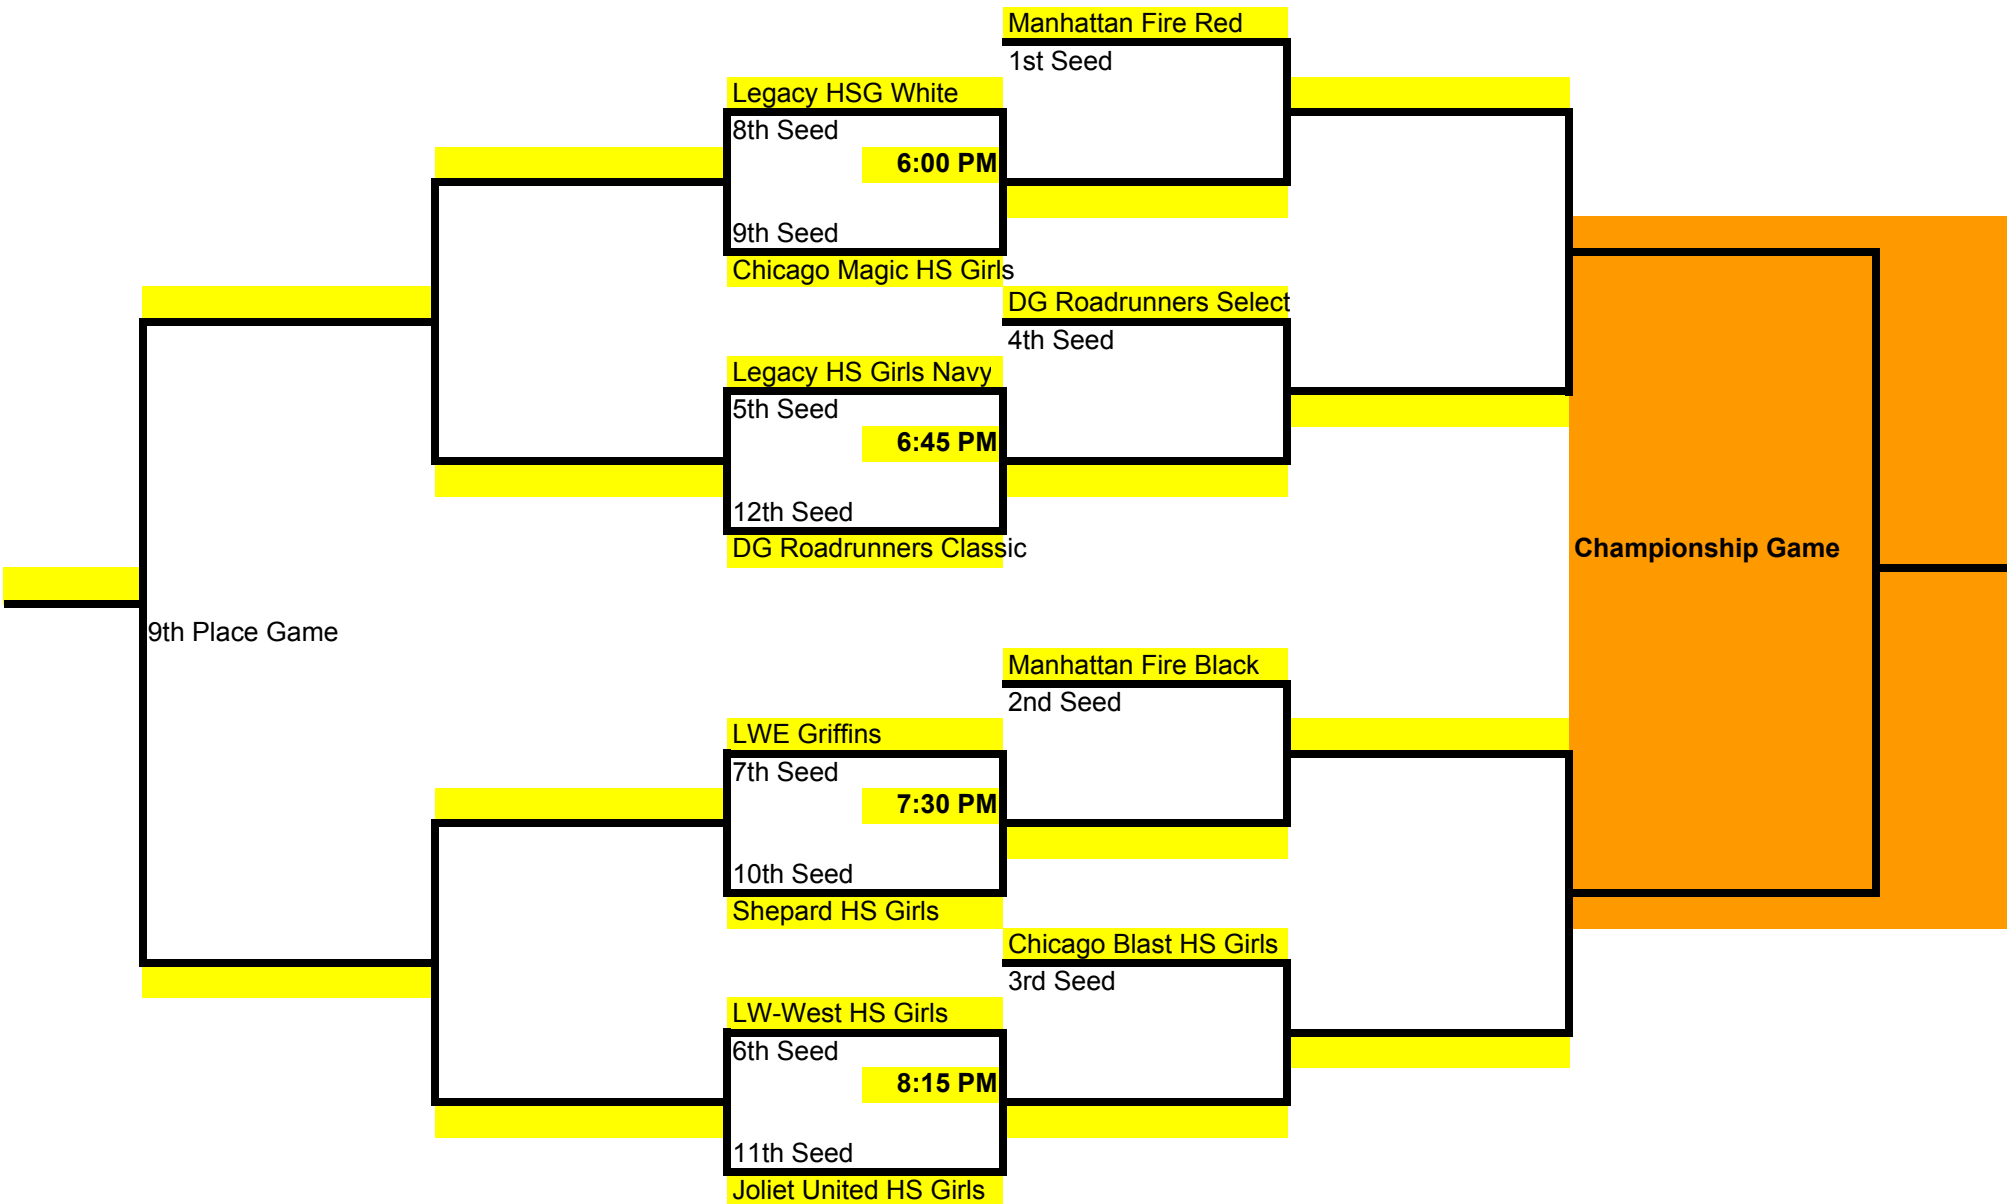 Manhattan Fire Red
1st Seed
Legacy HSG White
8th Seed
6:00 PM
9th Seed
Chicago Magic HS Girls
DG Roadrunners Select
4th Seed
Legacy HS Girls Navy
5th Seed
6:45 PM
12th Seed
DG Roadrunners Classic
Championship Game
9th Place Game
Manhattan Fire Black
2nd Seed
LWE Griffins
7th Seed
7:30 PM
10th Seed
Shepard HS Girls
Chicago Blast HS Girls
3rd Seed
LW-West HS Girls
6th Seed
8:15 PM
11th Seed
Joliet United HS Girls